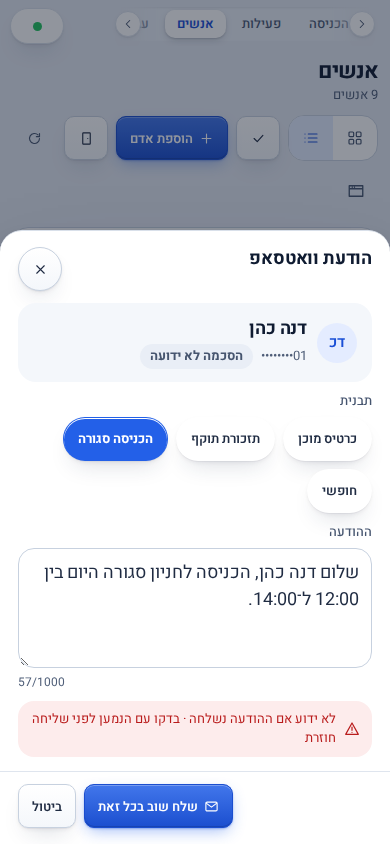 הכניסה
פעילות
אנשים
אנשים
9 אנשים
הוספת אדם
הודעת וואטסאפ
דכ
דנה כהן
••••••••01
הסכמה לא ידועה
תבנית
כרטיס מוכן
תזכורת תוקף
הכניסה סגורה
חופשי
ההודעה
שלום דנה כהן, הכניסה לחניון סגורה היום בין
12:00 ל־14:00.
57/1000
לא ידוע אם ההודעה נשלחה · בדקו עם הנמען לפני שליחה
חוזרת
שלח שוב בכל זאת
ביטול